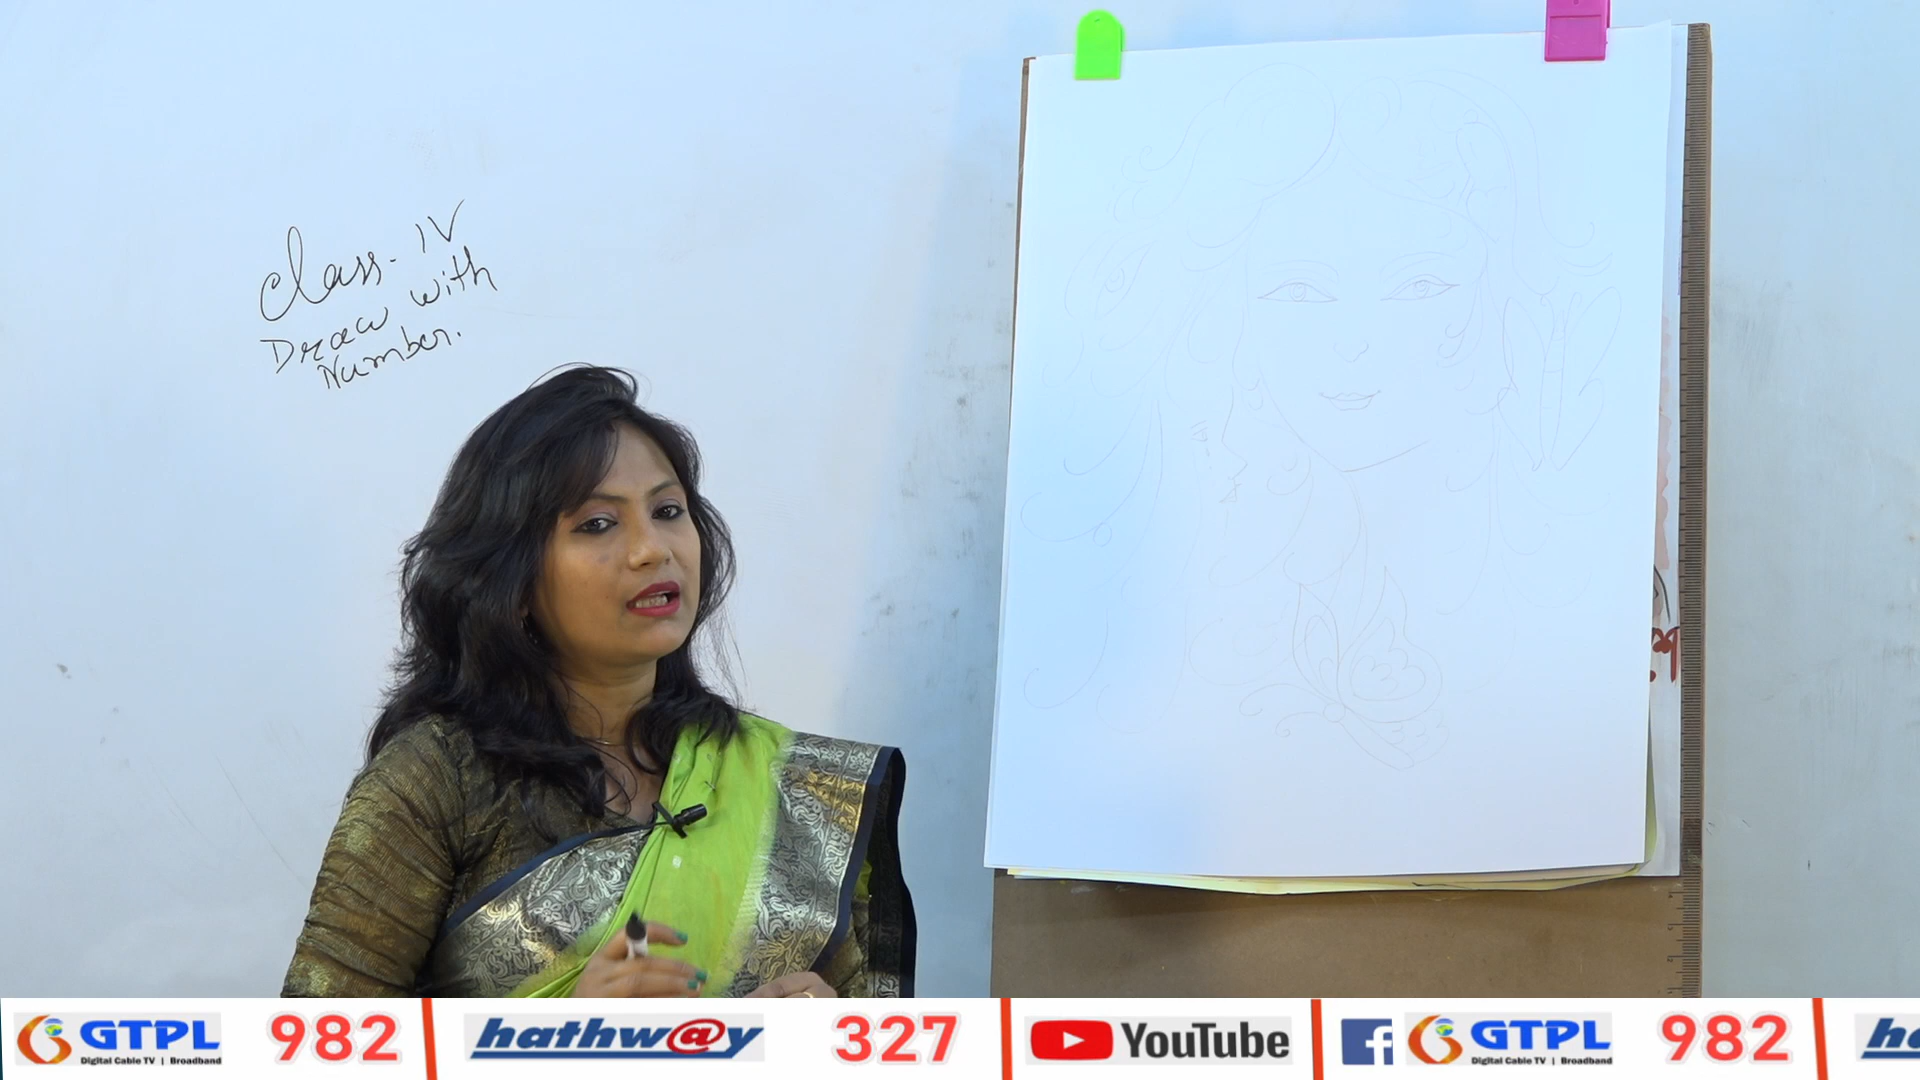 Class-IV
Draw with
Number.
GTPL 982 hathw@y 327 YouTube GTPL 982
Digital Cable TV | Broadband Digital Cable TV | Broadband